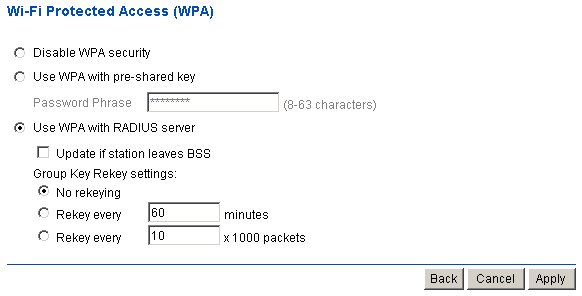 Wi-Fi Protected Access (WPA)
Disable WPA security
Use WPA with pre-shared key
Password Phrase ******** (8-63 characters)
Use WPA with RADIUS server
Update if station leaves BSS
Group Key Rekey settings:
No rekeying
Rekey every 60 minutes
Rekey every 10 x 1000 packets
Back Cancel Apply